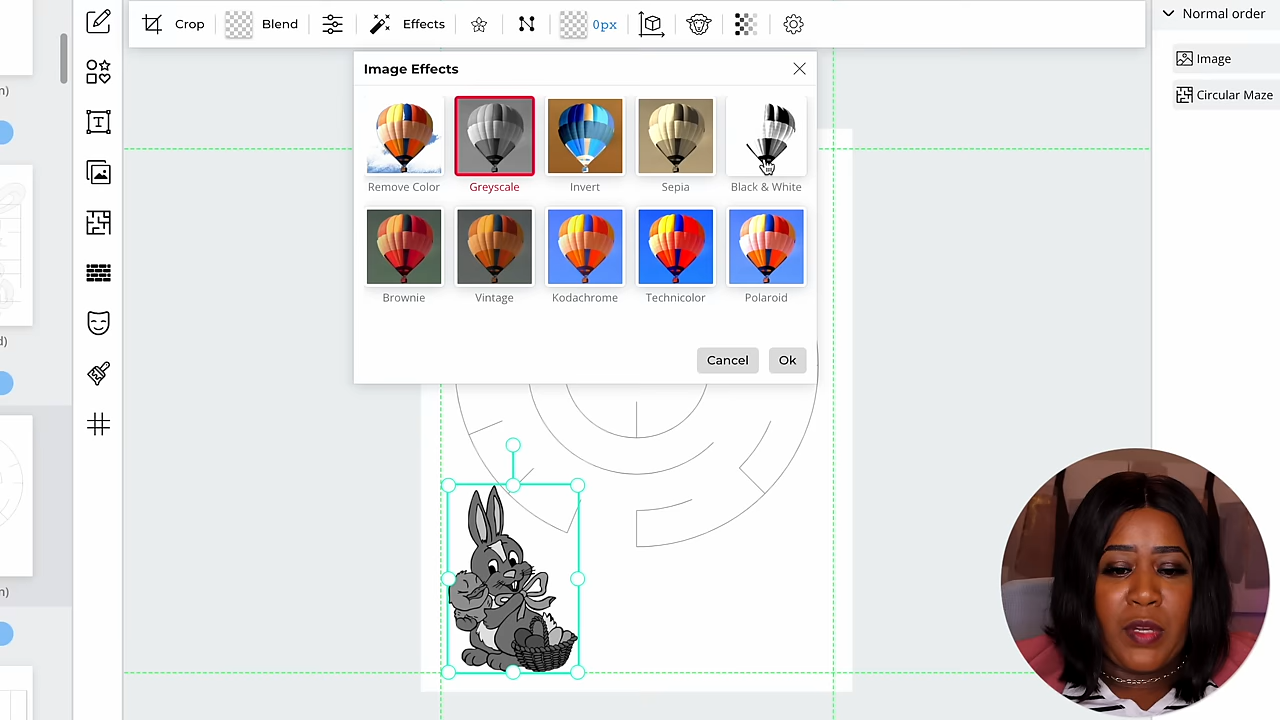 Crop
Blend
Effects
0px
Normal order
Image
Circular Maze
Image Effects
Remove Color
Greyscale
Invert
Sepia
Black & White
Brownie
Vintage
Kodachrome
Technicolor
Polaroid
Cancel
Ok
n)
d)
n)
T